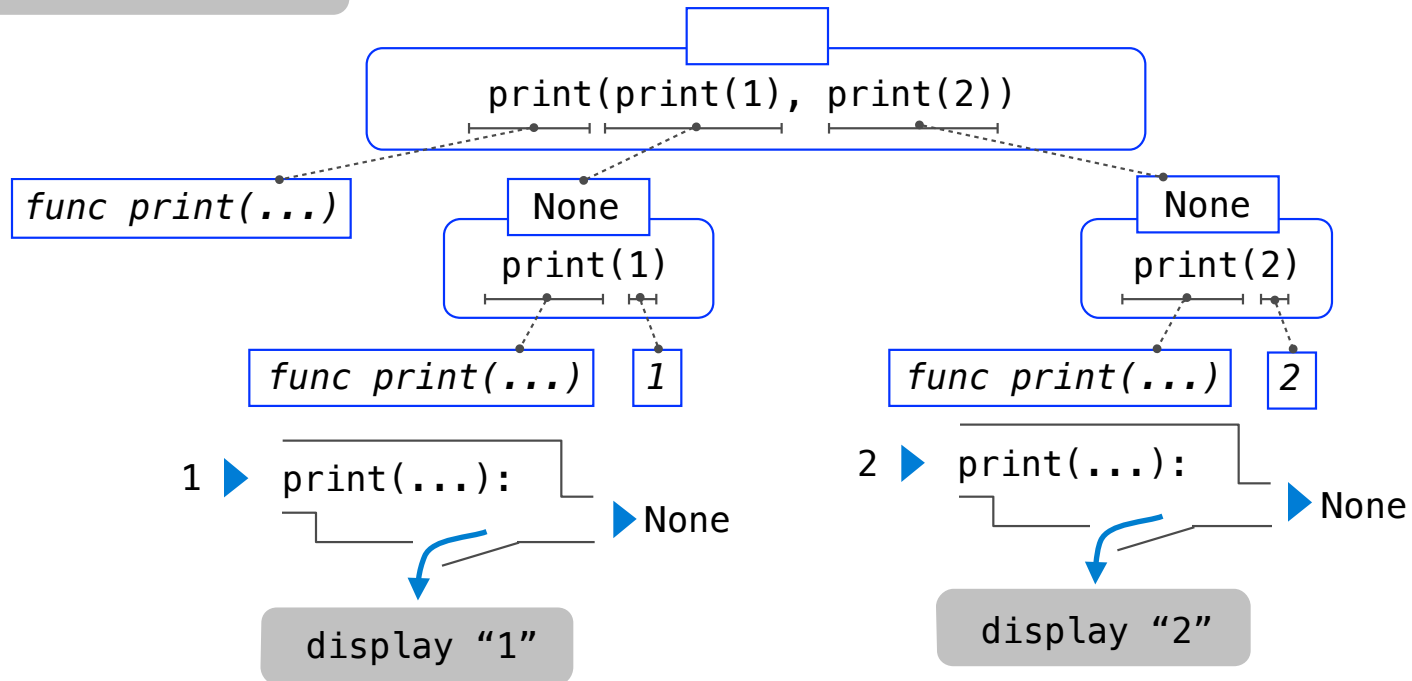 print(print(1), print(2))
func print(...)
None
None
print(1)
print(2)
func print(...)
1
func print(...)
2
1
print(...):
None
2
print(...):
None
display “1”
display “2”